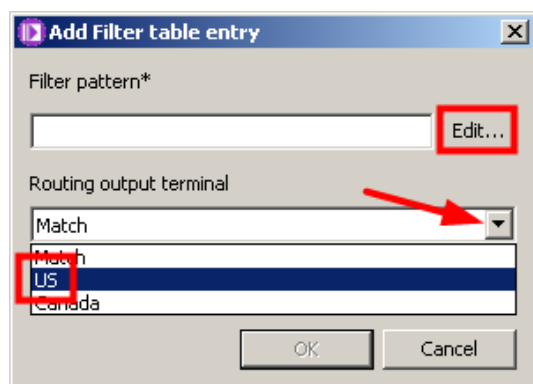 Add Filter table entry
Filter pattern*
Edit...
Routing output terminal
Match
Match
US
Canada
OK
Cancel